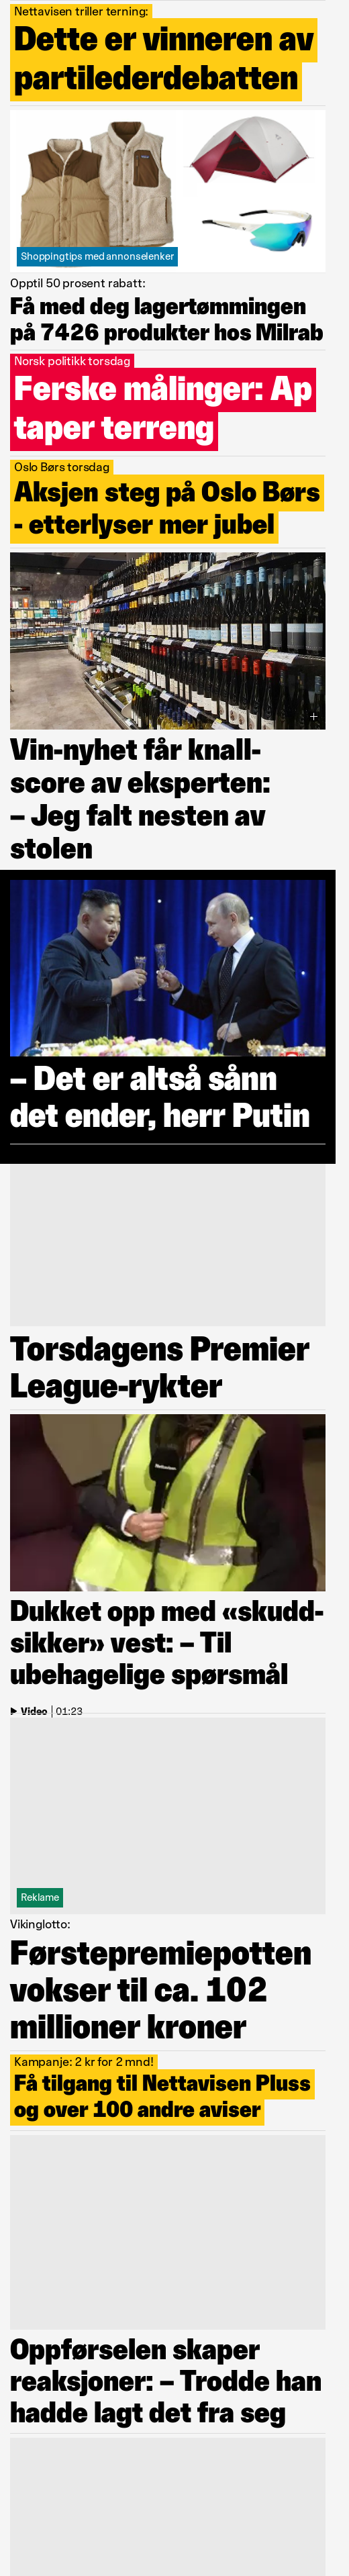 Nettavisen triller terning:
Dette er vinneren av
partilederdebatten
Shoppingtips med annonselenker
Opptil 50 prosent rabatt:
Få med deg lagertømmingen
på 7426 produkter hos Milrab
Norsk politikk torsdag
Ferske målinger: Ap
taper terreng
Oslo Børs torsdag
Aksjen steg på Oslo Børs
- etterlyser mer jubel
Vin-nyhet får knall-
score av eksperten:
– Jeg falt nesten av
stolen
– Det er altså sånn
det ender, herr Putin
Torsdagens Premier
League-rykter
Dukket opp med «skudd-
sikker» vest: – Til
ubehagelige spørsmål
Video | 01:23
Reklame
Vikinglotto:
Førstepremiepotten
vokser til ca. 102
millioner kroner
Kampanje: 2 kr for 2 mnd!
Få tilgang til Nettavisen Pluss
og over 100 andre aviser
Oppførselen skaper
reaksjoner: – Trodde han
hadde lagt det fra seg